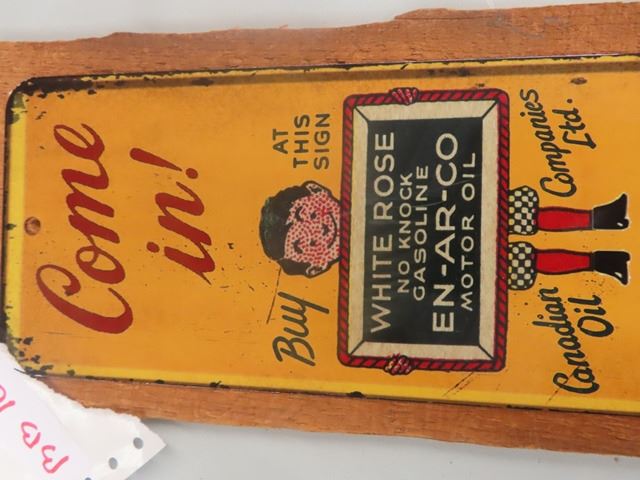 Come
in!
Buy AT
THIS
SIGN
WHITE ROSE
NO KNOCK
GASOLINE
EN-AR-CO
MOTOR OIL
Canadian Companies
Oil Ltd.